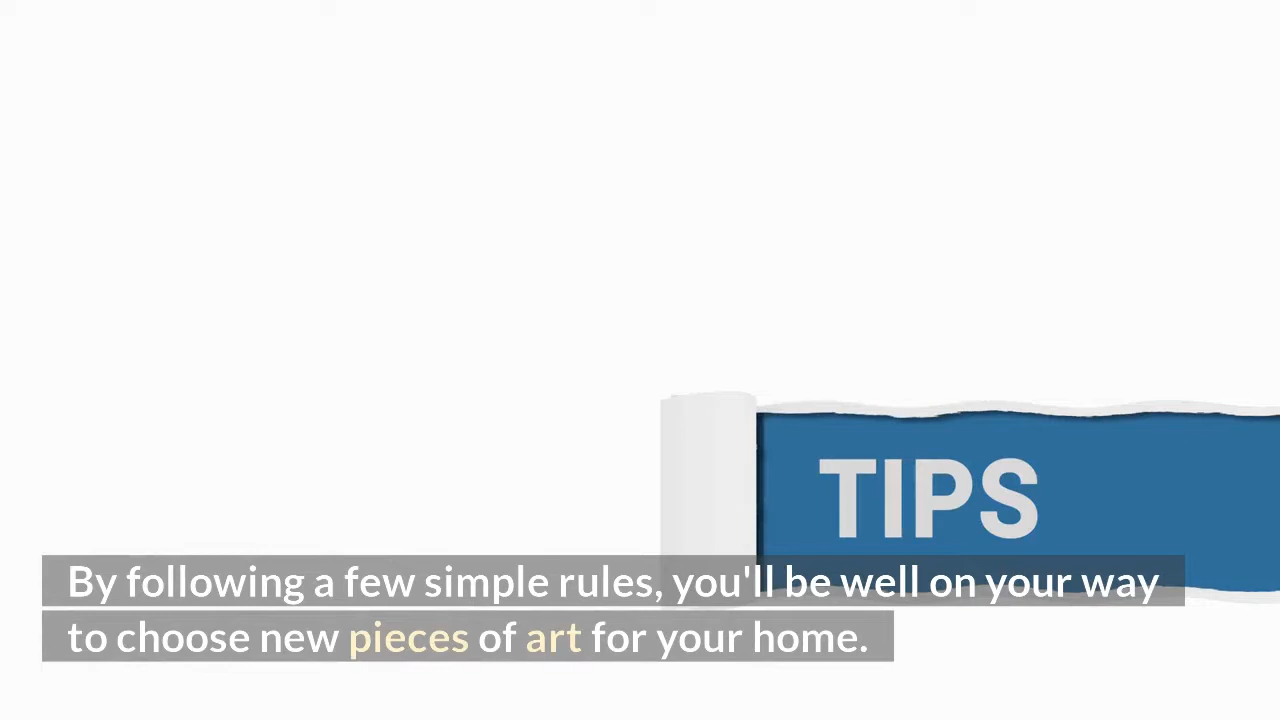 TIPS
By following a few simple rules, you'll be well on your way
to choose new pieces of art for your home.